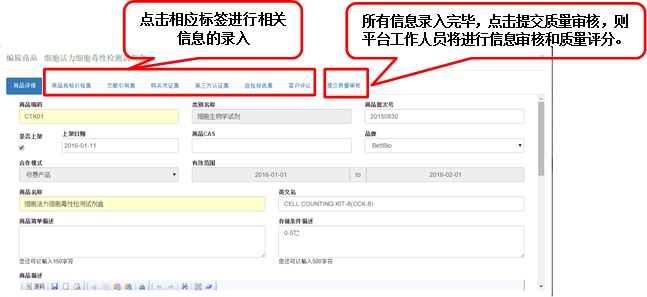 点击相应标签进行相关
信息的录入
所有信息录入完毕，点击提交质量审核，则
平台工作人员将进行信息审核和质量评分。
编辑商品 细胞活力细胞毒性检测试剂盒
商品详情 商品规格价格集 文献引用集 购买凭证集 第三方认证集 自检报告集 客户评论 提交质量审核
商品编码 类别名称 商品批次号
CTK01 细胞生物学试剂 20150830
是否上架 上架日期 商品CAS 品牌
2016-01-11 BettBio
合作模式 有效范围
收费产品 2016-01-01 to 2016-02-01
商品名称 英文名
细胞活力细胞毒性检测试剂盒 CELL COUNTING KIT-8(CCK-8)
商品简单描述 存储条件描述
0-5℃
您还可以输入150字符 您还可以输入500字符
商品描述
源码